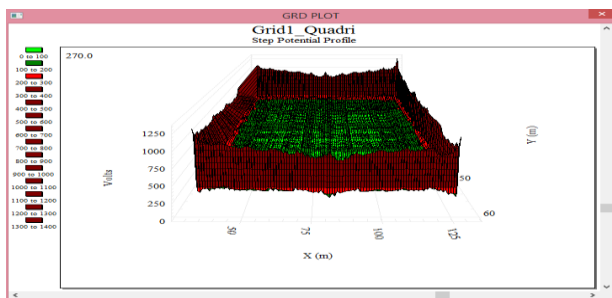 GRD PLOT
Grid1_Quadri
Step Potential Profile
270.0
0 to 100
100 to 200
200 to 300
300 to 400
400 to 500
500 to 600
600 to 700
700 to 800
800 to 900
900 to 1000
1000 to 1100
1100 to 1200
1200 to 1300
1300 to 1400
1250
1000
750
500
250
0
Volts
50
75
100
125
X (m)
50
60
Y (m)